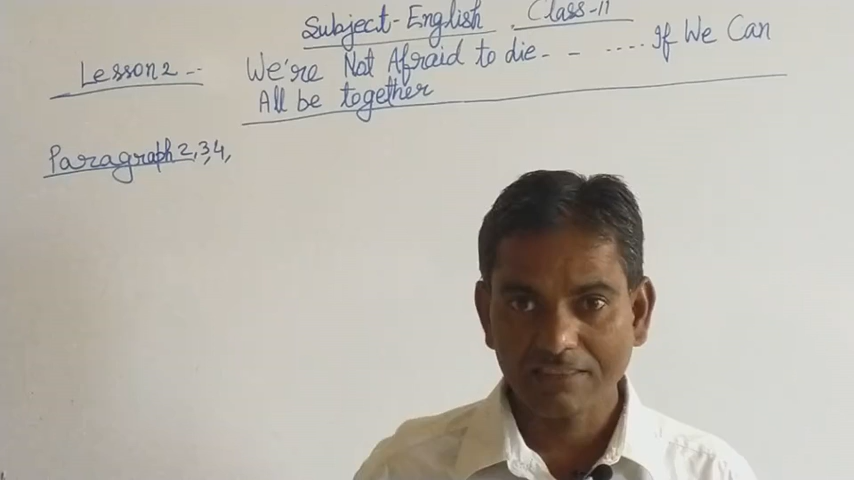 Subject-English . Class-11
Lesson 2 -- We're Not Afraid to die- - .... If We Can
All be together
Paragraph 2,3,4,